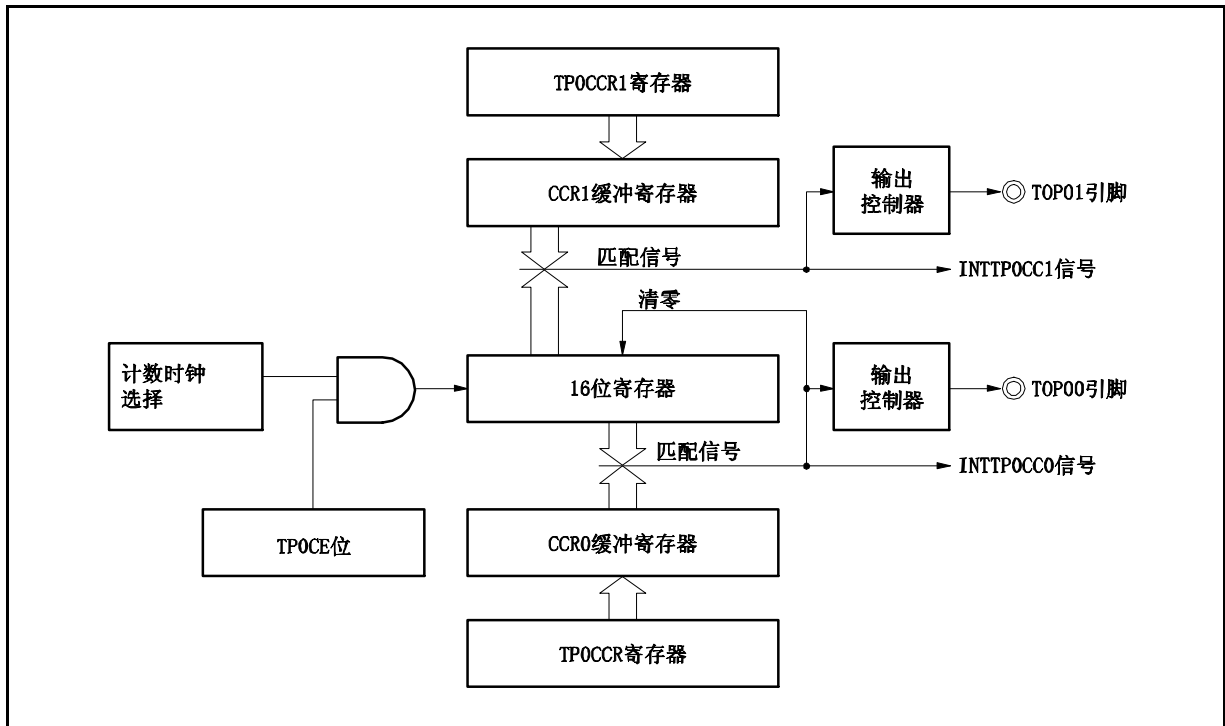 TP0CCR1寄存器
CCR1缓冲寄存器
输出
控制器
TOP01引脚
匹配信号
INTTP0CC1信号
清零
计数时钟
选择
16位寄存器
输出
控制器
TOP00引脚
匹配信号
INTTP0CC0信号
TP0CE位
CCR0缓冲寄存器
TP0CCR寄存器